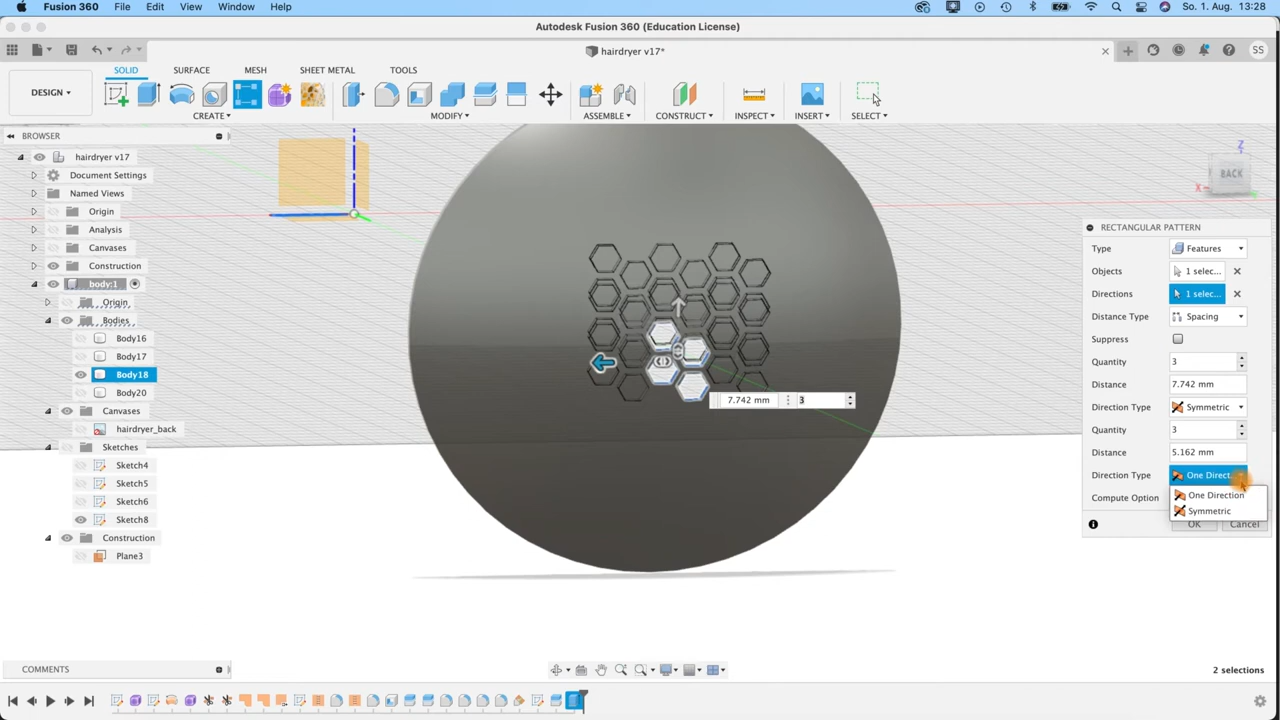 Fusion 360 File Edit View Window Help So. 1. Aug. 13:28
Autodesk Fusion 360 (Education License)
hairdryer v17*
SS
SOLID SURFACE MESH SHEET METAL TOOLS
DESIGN
CREATE MODIFY ASSEMBLE CONSTRUCT INSPECT INSERT SELECT
BROWSER
hairdryer v17
Document Settings
Named Views
Origin
Analysis
Canvases
Construction
body:1
Origin
Bodies
Body16
Body17
Body18
Body20
Canvases
hairdryer_back
Sketches
Sketch4
Sketch5
Sketch6
Sketch8
Construction
Plane3
Z
BACK
X
7.742 mm 3
RECTANGULAR PATTERN
Type Features
Objects 1 selec...
Directions 1 selec...
Distance Type Spacing
Suppress
Quantity 3
Distance 7.742 mm
Direction Type Symmetric
Quantity 3
Distance 5.162 mm
Direction Type One Direct
One Direction
Compute Option
Symmetric
OK Cancel
COMMENTS
2 selections